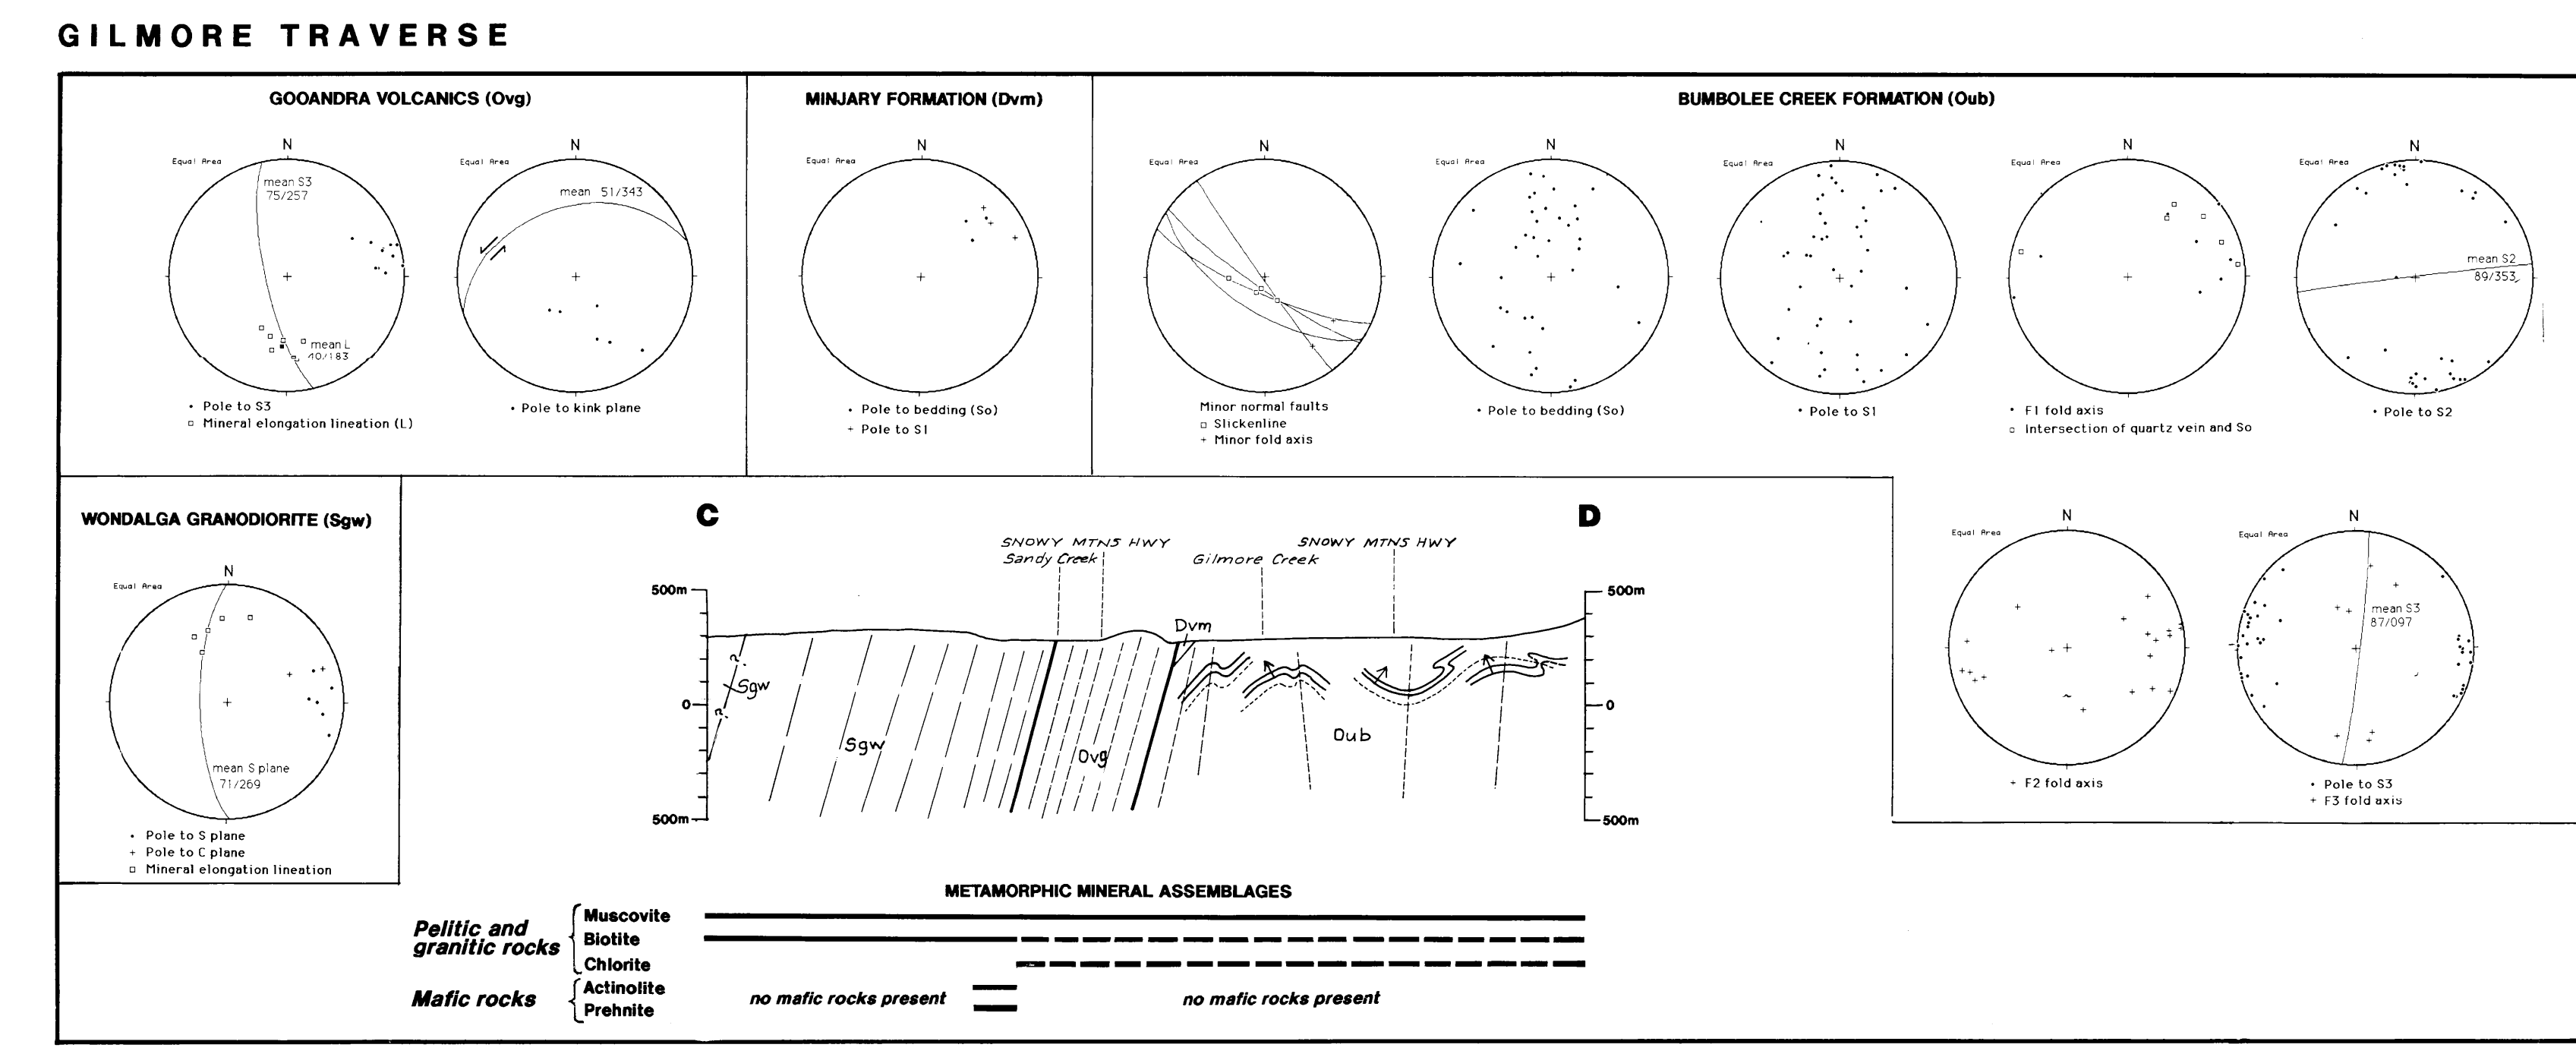 GILMORE TRAVERSE
GOOANDRA VOLCANICS (Ovg)
N
Equal Area
mean S3
75/257
mean L
40/183
• Pole to S3
□ Mineral elongation lineation (L)
N
Equal Area
mean 51/343
• Pole to kink plane
MINJARY FORMATION (Dvm)
N
Equal Area
• Pole to bedding (So)
+ Pole to S1
BUMBOLEE CREEK FORMATION (Oub)
N
Equal Area
Minor normal faults
□ Slickenline
+ Minor fold axis
N
Equal Area
• Pole to bedding (So)
N
Equal Area
• Pole to S1
N
Equal Area
• F1 fold axis
□ Intersection of quartz vein and So
N
Equal Area
mean S2
89/353
• Pole to S2
WONDALGA GRANODIORITE (Sgw)
N
Equal Area
mean S plane
71/269
• Pole to S plane
+ Pole to C plane
□ Mineral elongation lineation
C
D
SNOWY MTNS HWY
Sandy Creek
Gilmore Creek
SNOWY MTNS HWY
500m
0
500m
500m
0
500m
Dvm
?
Sgw
?
Sgw
Ovg
Oub
N
Equal Area
+ F2 fold axis
N
Equal Area
mean S3
87/097
• Pole to S3
+ F3 fold axis
METAMORPHIC MINERAL ASSEMBLAGES
Pelitic and
granitic rocks
Muscovite
Biotite
Chlorite
Mafic rocks
Actinolite
Prehnite
no mafic rocks present
no mafic rocks present